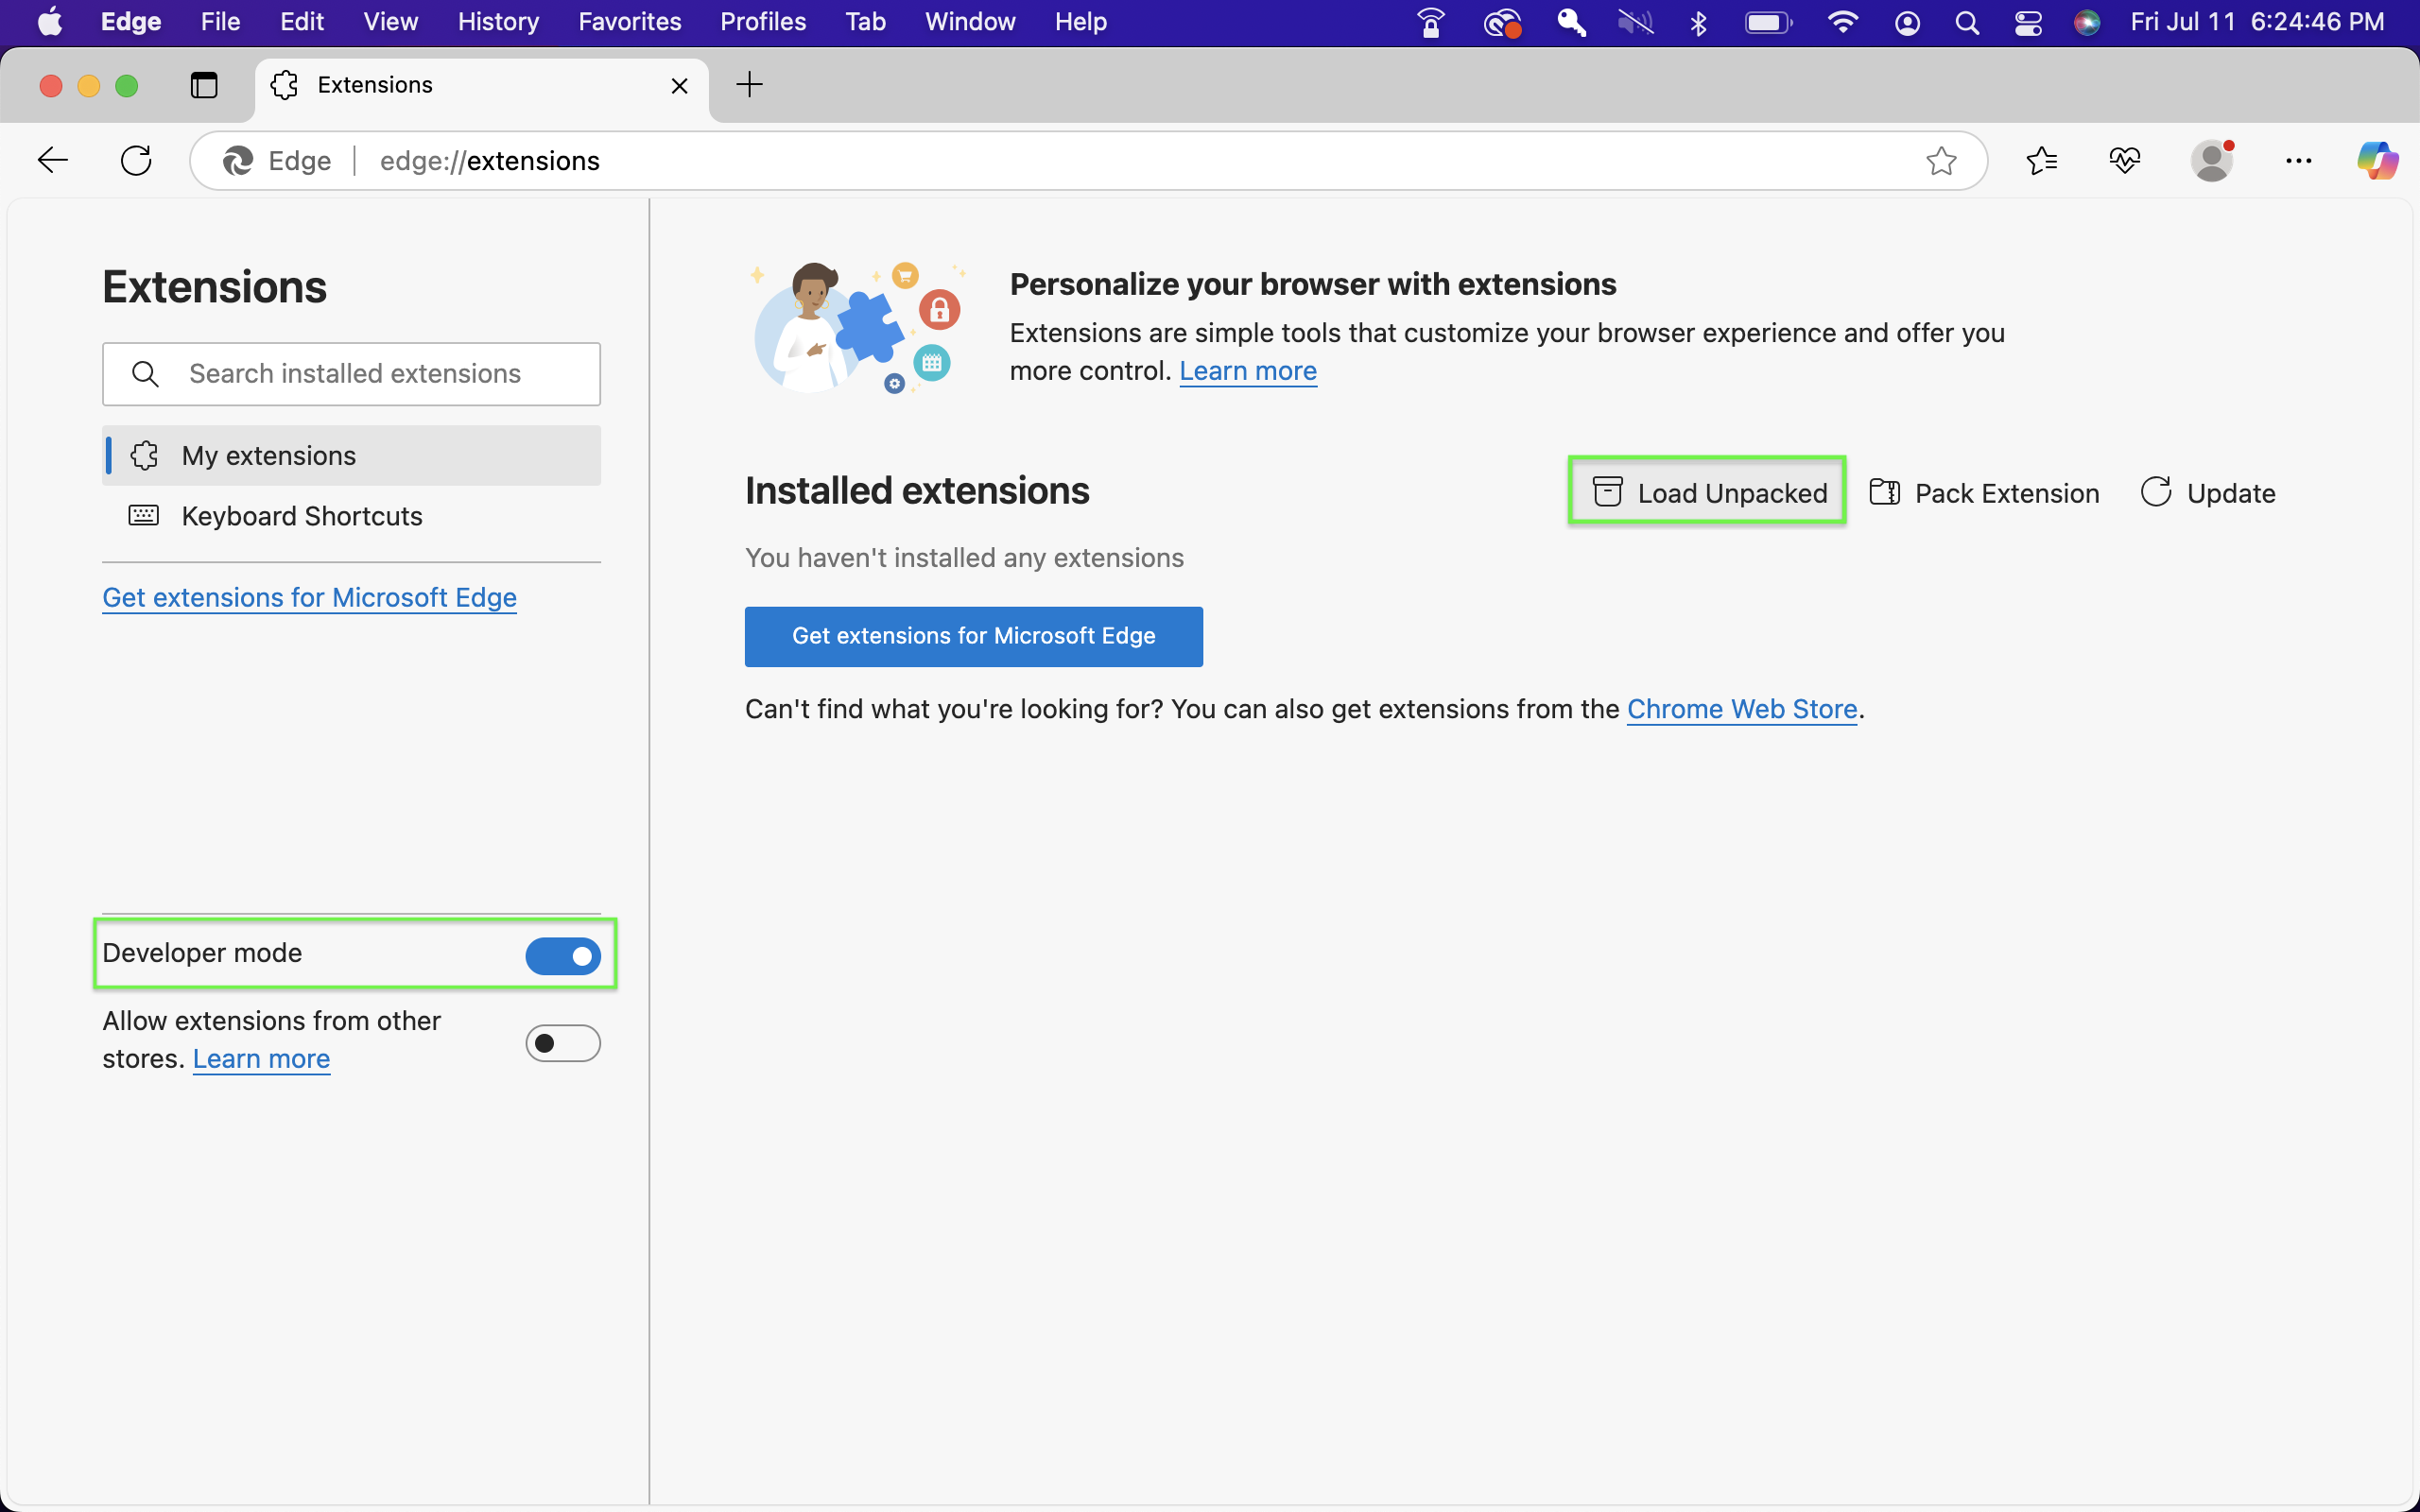 Edge File Edit View History Favorites Profiles Tab Window Help Fri Jul 11 6:24:46 PM
Extensions
Edge edge://extensions
Extensions
Search installed extensions
My extensions
Keyboard Shortcuts
Get extensions for Microsoft Edge
Developer mode
Allow extensions from other
stores. Learn more
Personalize your browser with extensions
Extensions are simple tools that customize your browser experience and offer you
more control. Learn more
Installed extensions
Load Unpacked Pack Extension Update
You haven't installed any extensions
Get extensions for Microsoft Edge
Can't find what you're looking for? You can also get extensions from the Chrome Web Store.